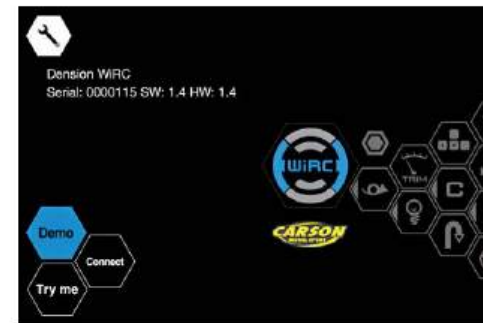 Dension WiRC
Serial: 0000115 SW: 1.4 HW: 1.4
WiRC
TRIM
C
CARSON
Demo
Connect
Try me